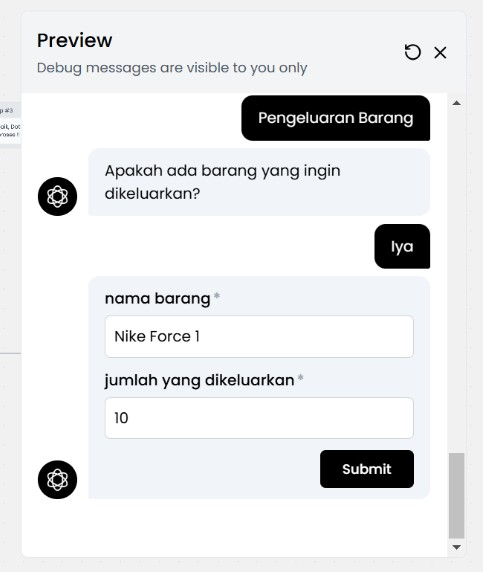 Preview
Debug messages are visible to you only
p #3
Pengeluaran Barang
Apakah ada barang yang ingin
dikeluarkan?
Iya
nama barang *
Nike Force 1
jumlah yang dikeluarkan *
10
Submit